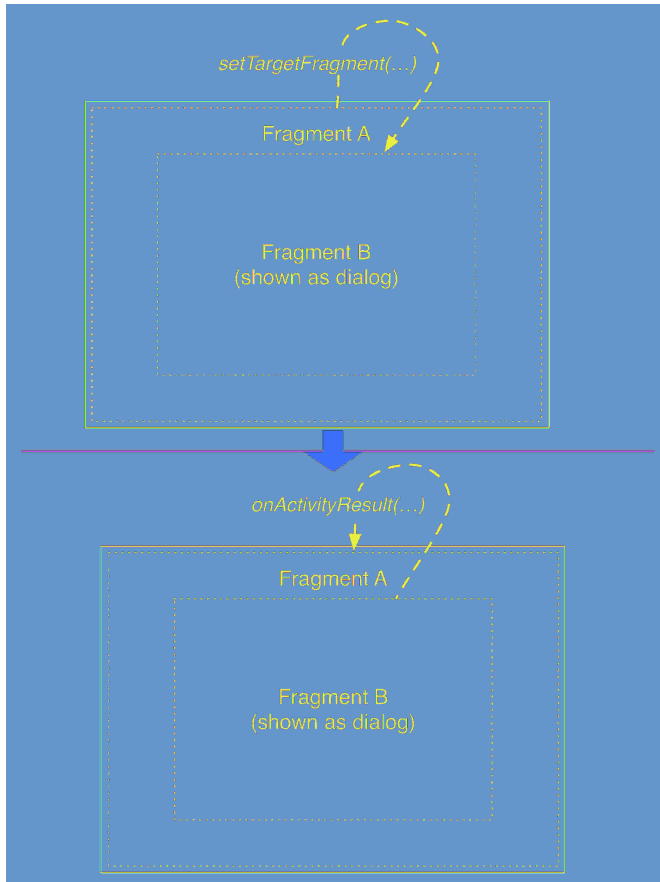 setTargetFragment(…)
Fragment A
Fragment B
(shown as dialog)
onActivityResult(…)
Fragment A
Fragment B
(shown as dialog)